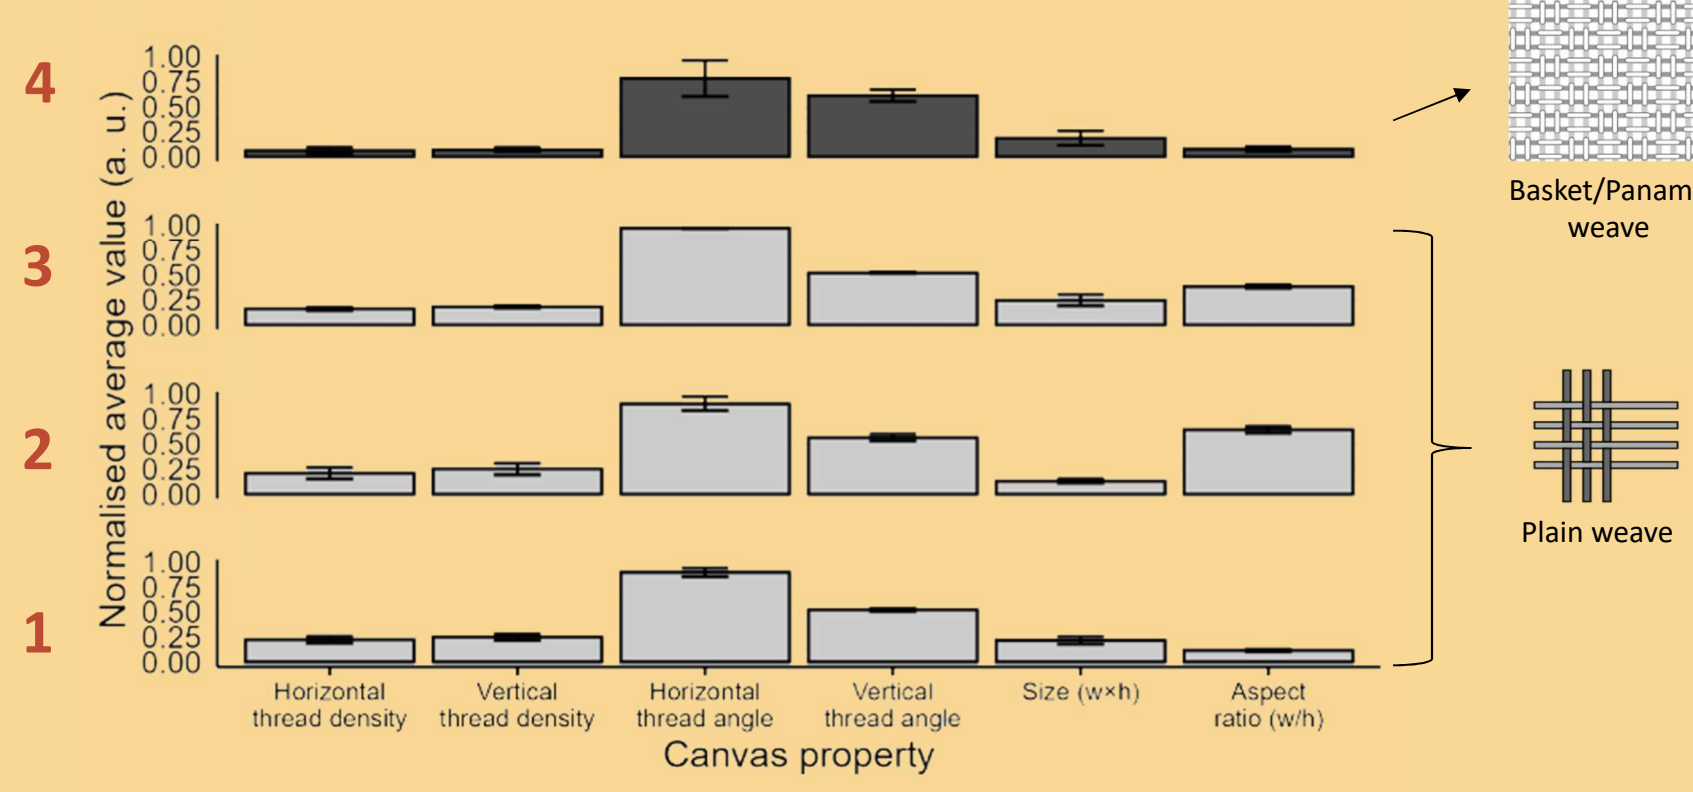 4
3
2
1
Normalised average value (a. u.)
1.00
0.75
0.50
0.25
0.00
1.00
0.75
0.50
0.25
0.00
1.00
0.75
0.50
0.25
0.00
1.00
0.75
0.50
0.25
0.00
Horizontal
thread density
Vertical
thread density
Horizontal
thread angle
Vertical
thread angle
Size (w×h)
Aspect
ratio (w/h)
Canvas property
Basket/Panam
weave
Plain weave